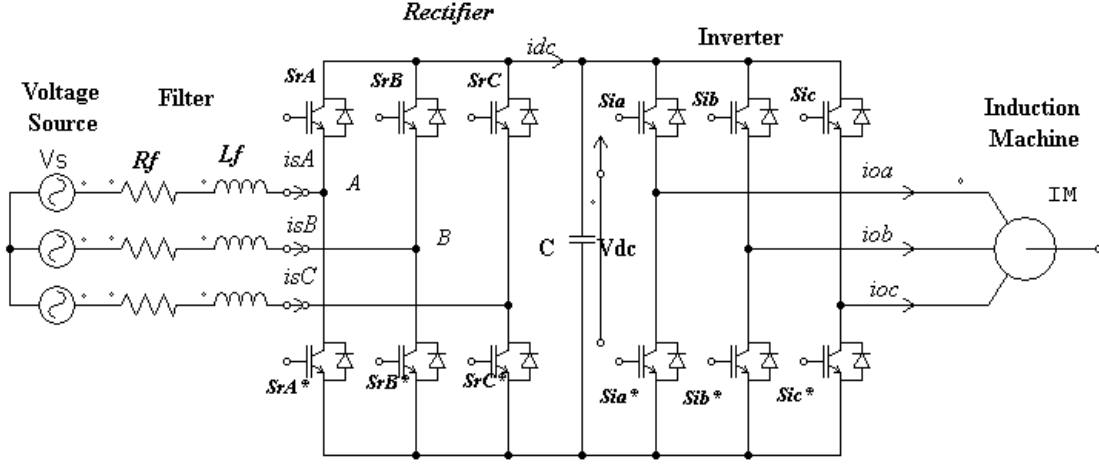 Rectifier
idc
Inverter
SrA
SrB
SrC
Voltage
Source
Filter
Sia
Sib
Sic
Induction
Machine
Vs
Rf
Lf
isA
A
ioa
IM
isB
B
C
Vdc
iob
isC
ioc
SrA*
SrB*
SrC*
Sia*
Sib*
Sic*